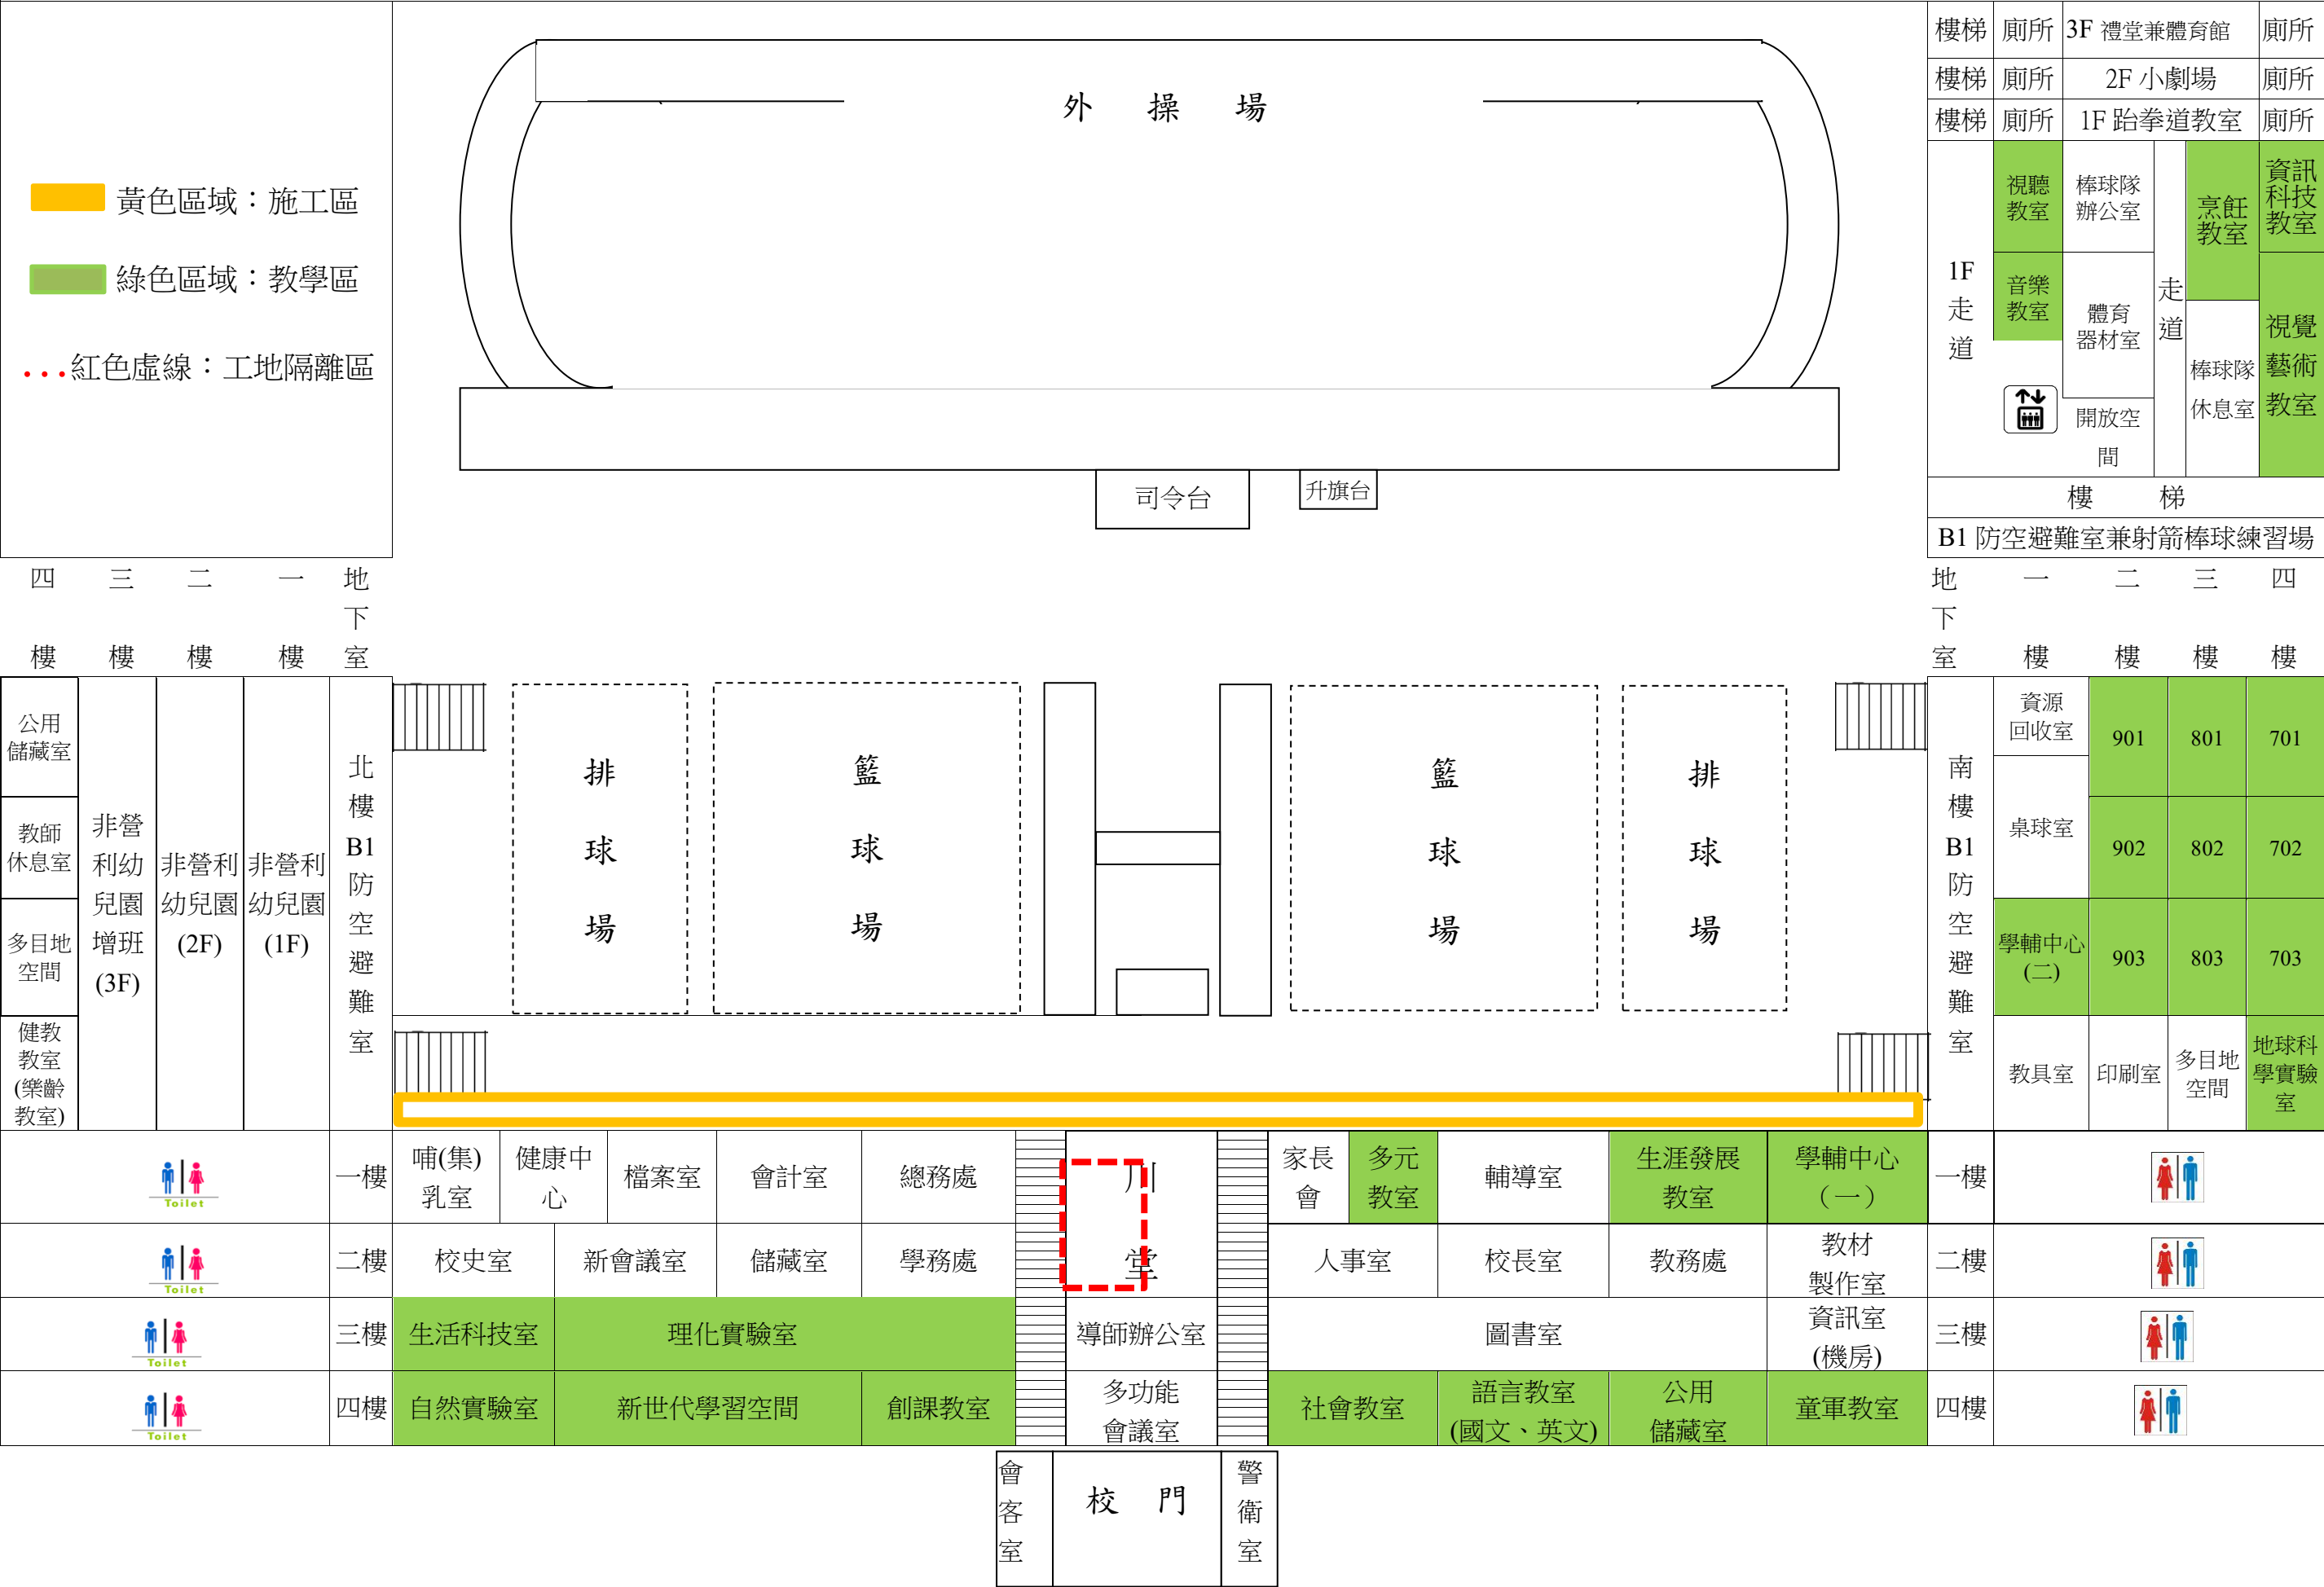 黃色區域：施工區
綠色區域：教學區
...紅色虛線：工地隔離區
外 操 場
司令台
升旗台
樓梯 廁所 3F 禮堂兼體育館 廁所
樓梯 廁所 2F 小劇場 廁所
樓梯 廁所 1F 跆拳道教室 廁所
1F
走
道
視聽
教室
音樂
教室
棒球隊
辦公室
體育
器材室
開放空
間
走
道
烹飪
教室
棒球隊
休息室
資訊
科技
教室
視覺
藝術
教室
樓 梯
B1 防空避難室兼射箭棒球練習場
四
樓
三
樓
二
樓
一
樓
地
下
室
地
下
室
一
樓
二
樓
三
樓
四
樓
公用
儲藏室
教師
休息室
多目地
空間
健教
教室
(樂齡
教室)
非營
利幼
兒園
增班
(3F)
非營利
幼兒園
(2F)
非營利
幼兒園
(1F)
北
樓
B1
防
空
避
難
室
排
球
場
籃
球
場
籃
球
場
排
球
場
南
樓
B1
防
空
避
難
室
資源
回收室
桌球室
學輔中心
(二)
教具室
901 801 701
902 802 702
903 803 703
印刷室
多目地
空間
地球科
學實驗
室
Toilet
一樓
哺(集)
乳室
健康中
心
檔案室
會計室
總務處
川
堂
家長
會
多元
教室
輔導室
生涯發展
教室
學輔中心
（一）
一樓
Toilet
二樓
校史室
新會議室
儲藏室
學務處
人事室
校長室
教務處
教材
製作室
二樓
Toilet
三樓
生活科技室
理化實驗室
導師辦公室
圖書室
資訊室
(機房)
三樓
Toilet
四樓
自然實驗室
新世代學習空間
創課教室
多功能
會議室
社會教室
語言教室
(國文、英文)
公用
儲藏室
童軍教室
四樓
會
客
室
校 門
警
衛
室